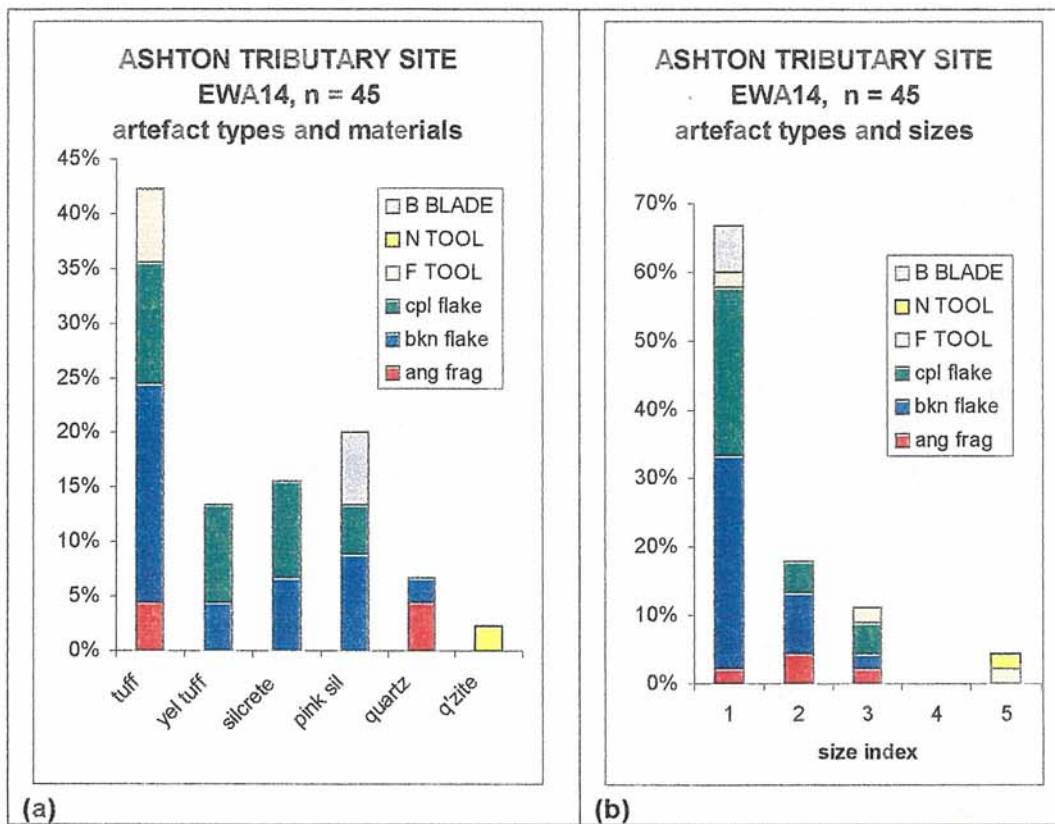 ASHTON TRIBUTARY SITE
EWA14, n = 45
artefact types and materials
45%
40%
35%
30%
25%
20%
15%
10%
5%
0%
B BLADE
N TOOL
F TOOL
cpl flake
bkn flake
ang frag
tuff
yel tuff
silcrete
pink sil
quartz
q'zite
(a)
ASHTON TRIBUTARY SITE
EWA14, n = 45
artefact types and sizes
70%
60%
50%
40%
30%
20%
10%
0%
B BLADE
N TOOL
F TOOL
cpl flake
bkn flake
ang frag
1 2 3 4 5
size index
(b)